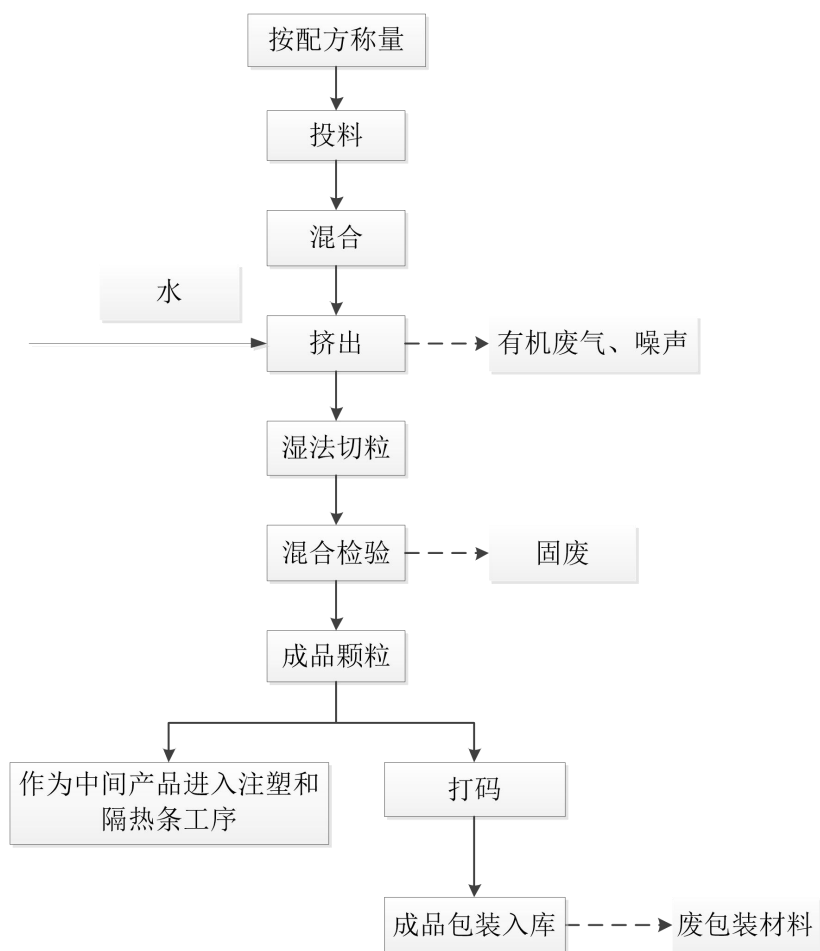 按配方称量
投料
混合
水
挤出
有机废气、噪声
湿法切粒
混合检验
固废
成品颗粒
作为中间产品进入注塑和
隔热条工序
打码
成品包装入库
废包装材料